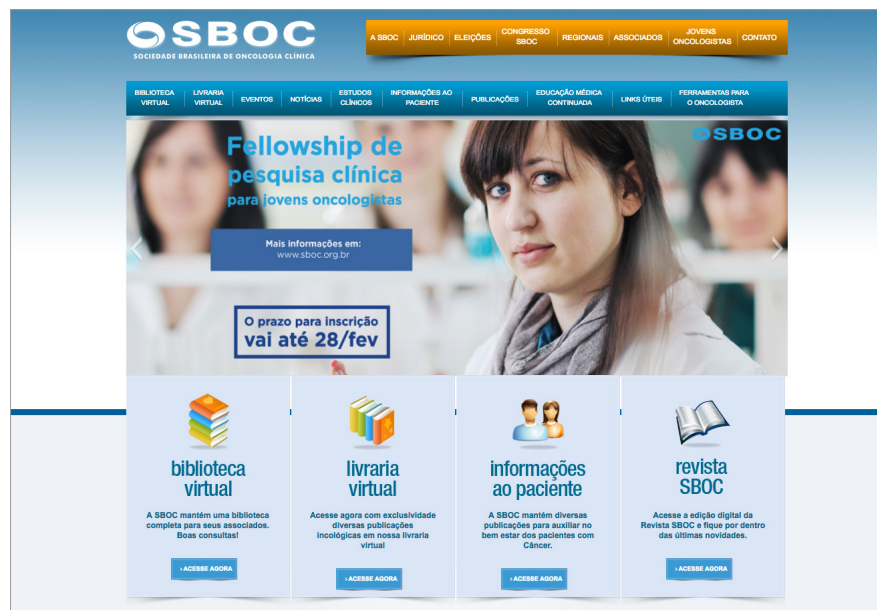 SBOC
SOCIEDADE BRASILEIRA DE ONCOLOGIA CLÍNICA
A SBOC
JURÍDICO
ELEIÇÕES
CONGRESSO
SBOC
REGIONAIS
ASSOCIADOS
JOVENS
ONCOLOGISTAS
CONTATO
BIBLIOTECA
VIRTUAL
LIVRARIA
VIRTUAL
EVENTOS
NOTÍCIAS
ESTUDOS
CLÍNICOS
INFORMAÇÕES AO
PACIENTE
PUBLICAÇÕES
EDUCAÇÃO MÉDICA
CONTINUADA
LINKS ÚTEIS
FERRAMENTAS PARA
O ONCOLOGISTA
SBOC
Fellowship de
pesquisa clínica
para jovens oncologistas
Mais informações em:
www.sboc.org.br
O prazo para inscrição
vai até 28/fev
biblioteca
virtual
A SBOC mantém uma biblioteca
completa para seus associados.
Boas consultas!
› ACESSE AGORA
livraria
virtual
Acesse agora com exclusividade
diversas publicações
incológicas em nossa livraria
virtual
› ACESSE AGORA
informações
ao paciente
A SBOC mantém diversas
publicações para auxiliar no
bem estar dos pacientes com
Câncer.
› ACESSE AGORA
revista
SBOC
Acesse a edição digital da
Revista SBOC e fique por dentro
das últimas novidades.
› ACESSE AGORA